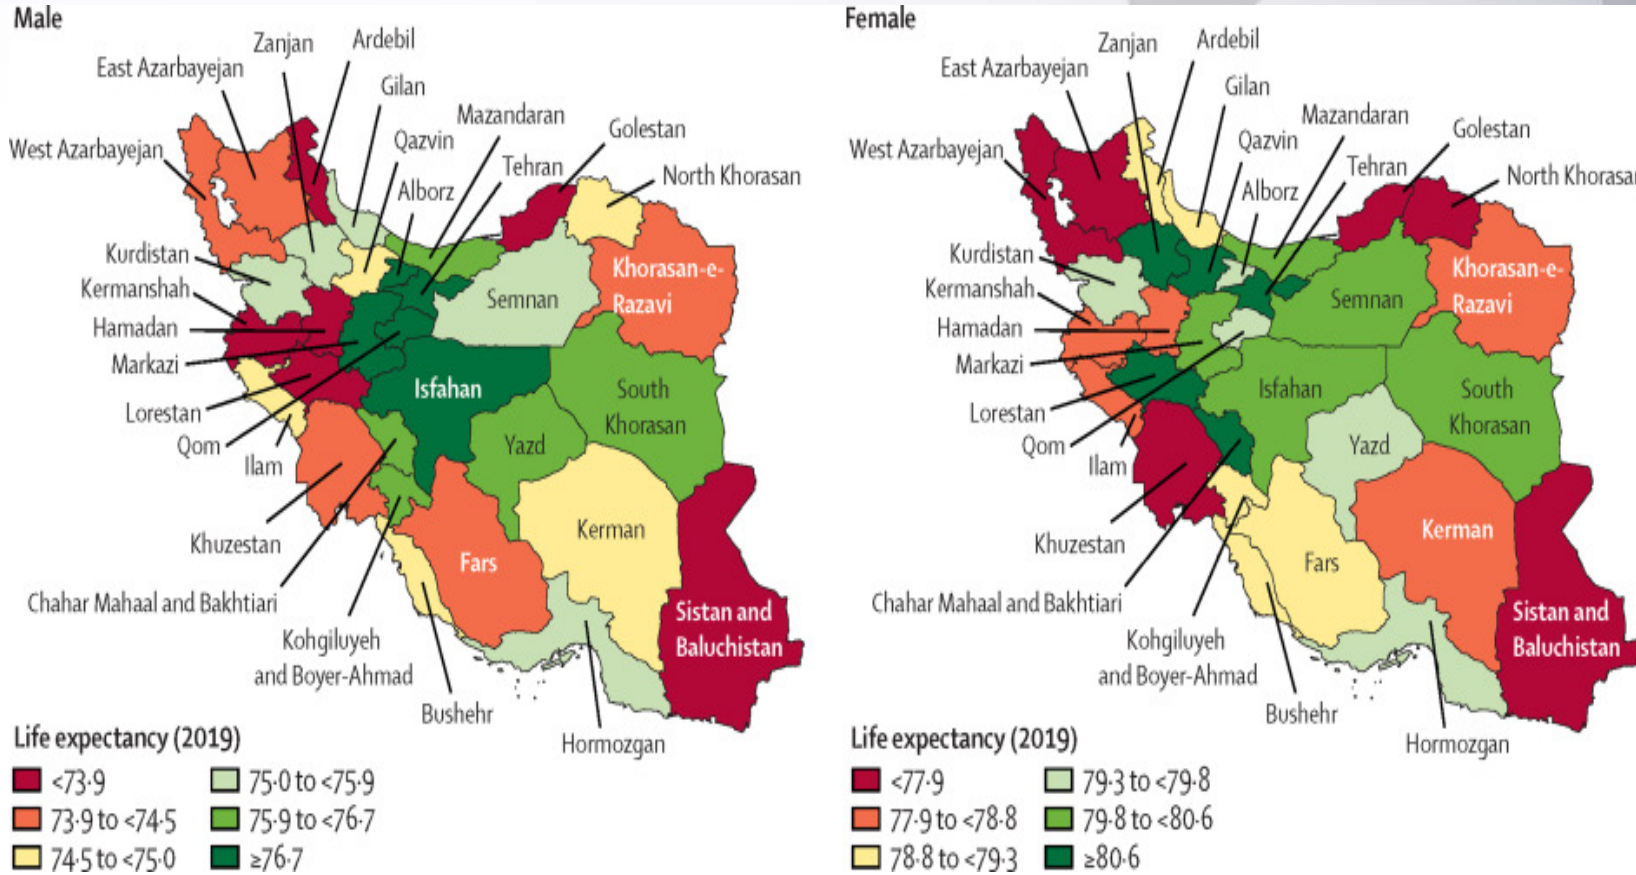 Male
Zanjan
Ardebil
East Azarbayejan
Gilan
Mazandaran
Golestan
Qazvin
West Azarbayejan
Tehran
North Khorasan
Alborz
Kurdistan
Khorasan-e-
Razavi
Kermanshah
Semnan
Hamadan
Markazi
Isfahan
South
Khorasan
Lorestan
Yazd
Qom
Ilam
Kerman
Khuzestan
Fars
Chahar Mahaal and Bakhtiari
Sistan and
Baluchistan
Kohgiluyeh
and Boyer-Ahmad
Bushehr
Hormozgan
Life expectancy (2019)
<73·9
73·9 to <74·5
74·5 to <75·0
75·0 to <75·9
75·9 to <76·7
≥76·7
Female
Zanjan
Ardebil
East Azarbayejan
Gilan
Mazandaran
Golestan
Qazvin
West Azarbayejan
Tehran
North Khorasan
Alborz
Kurdistan
Khorasan-e-
Razavi
Kermanshah
Semnan
Hamadan
Markazi
Isfahan
South
Khorasan
Lorestan
Yazd
Qom
Ilam
Kerman
Khuzestan
Fars
Chahar Mahaal and Bakhtiari
Sistan and
Baluchistan
Kohgiluyeh
and Boyer-Ahmad
Bushehr
Hormozgan
Life expectancy (2019)
<77·9
77·9 to <78·8
78·8 to <79·3
79·3 to <79·8
79·8 to <80·6
≥80·6